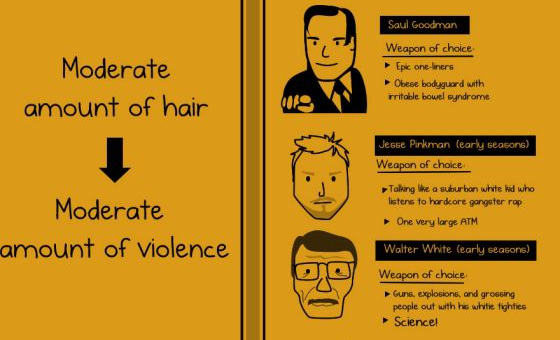 Moderate
amount of hair
Moderate
amount of violence
Saul Goodman
Weapon of choice:
Epic one-liners
Obese bodyguard with
irritable bowel syndrome
Jesse Pinkman (early seasons)
Weapon of choice:
Talking like a suburban white kid who
listens to hardcore gangster rap
One very large ATM
Walter White (early seasons)
Weapon of choice:
Guns, explosions, and grossing
people out with his whitie tighties
Science!